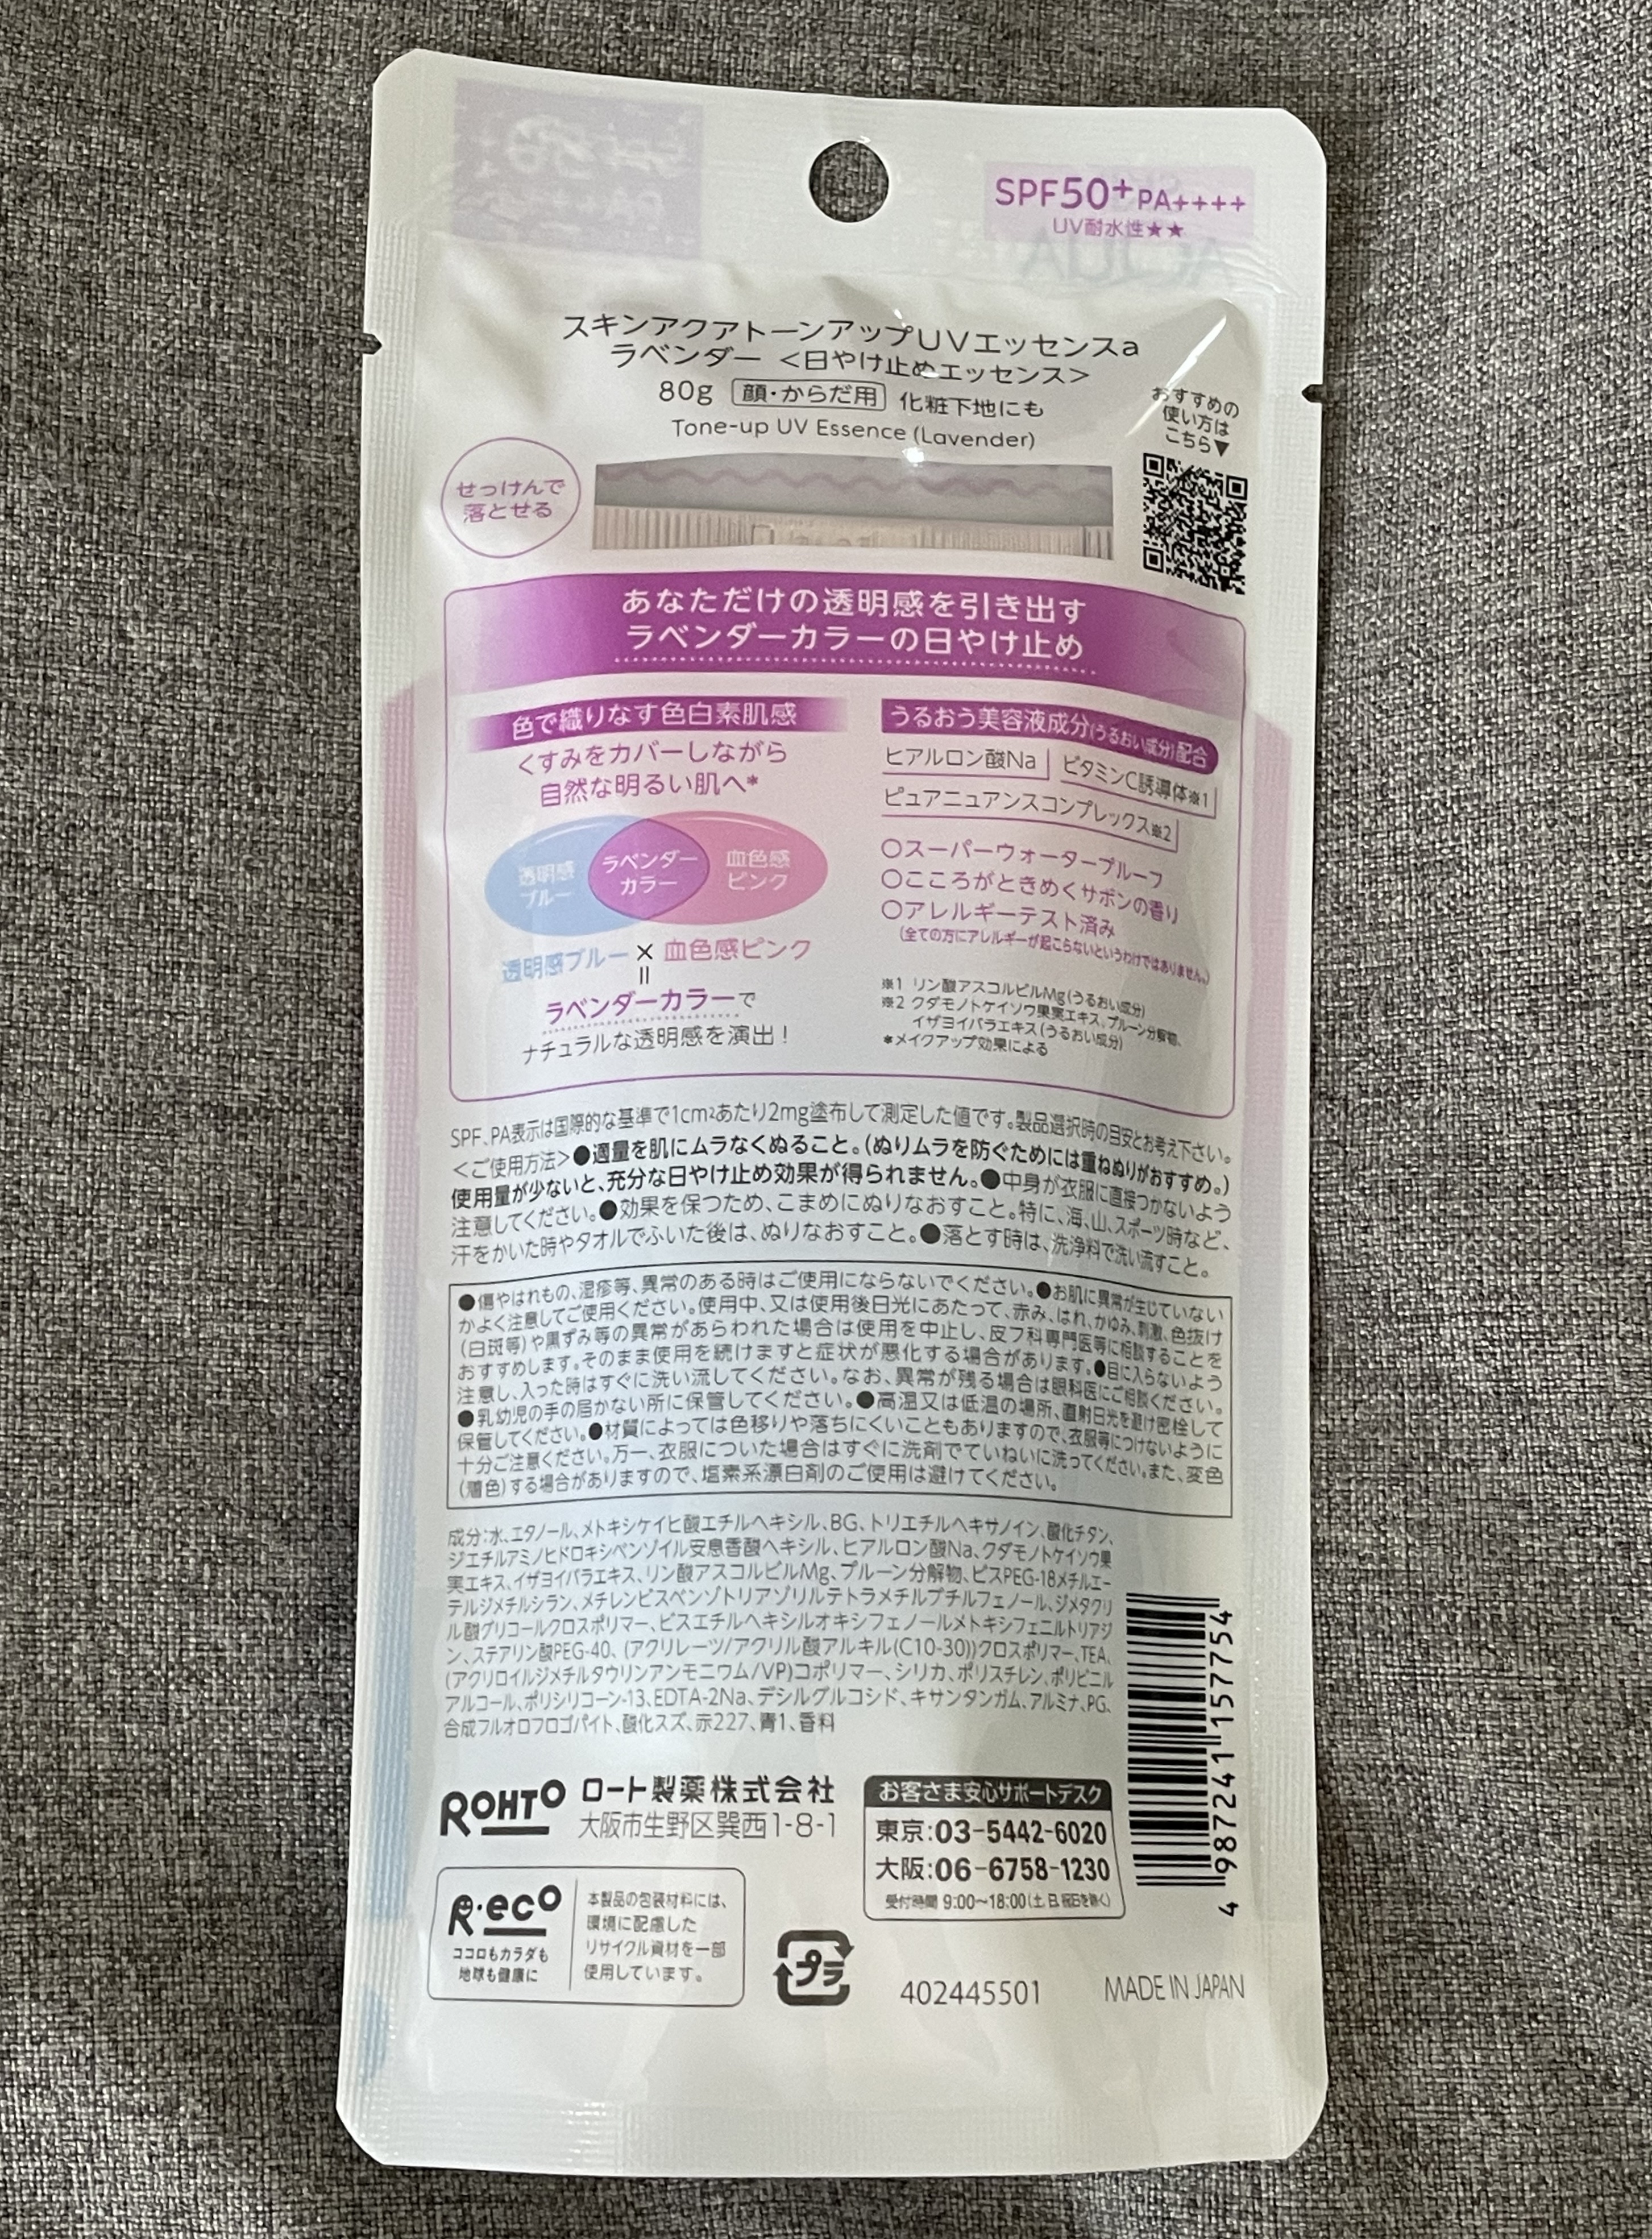 SPF50+ PA++++
UV耐水性★★
スキンアクアトーンアップUVエッセンスa
ラベンダー <日やけ止めエッセンス>
80g 顔・からだ用 化粧下地にも
Tone-up UV Essence (Lavender)
おすすめの
使い方は
こちら▼
せっけんで
落とせる
あなただけの透明感を引き出す
ラベンダーカラーの日やけ止め
色で織りなす色白素肌感
くすみをカバーしながら
自然な明るい肌へ*
透明感
ブルー
ラベンダー
カラー
血色感
ピンク
透明感ブルー×血色感ピンク
=
ラベンダーカラーで
ナチュラルな透明感を演出！
うるおう美容液成分(うるおい成分)配合
ヒアルロン酸Na ビタミンC誘導体※1
ピュアニュアンスコンプレックス※2
○スーパーウォータープルーフ
○こころがときめくサボンの香り
○アレルギーテスト済み
(全ての方にアレルギーが起こらないというわけではありません。)
※1 リン酸アスコルビルMg(うるおい成分)
※2 クダモノトケイソウ果実エキス、プルーン分解物、
イザヨイバラエキス(うるおい成分)
*メイクアップ効果による
SPF、PA表示は国際的な基準で1cm²あたり2mg塗布して測定した値です。製品選択時の目安とお考え下さい。
<ご使用方法>●適量を肌にムラなくぬること。(ぬりムラを防ぐためには重ねぬりがおすすめ。)
使用量が少ないと、充分な日やけ止め効果が得られません。●中身が衣服に直接つかないよう
注意してください。●効果を保つため、こまめにぬりなおすこと。特に、海、山、スポーツ時など、
汗をかいた時やタオルでふいた後は、ぬりなおすこと。●落とす時は、洗浄料で洗い流すこと。
●傷やはれもの、湿疹等、異常のある時はご使用にならないでください。●お肌に異常が生じていない
かよく注意してご使用ください。使用中、又は使用後日光にあたって、赤み、はれ、かゆみ、刺激、色抜け
(白斑等)や黒ずみ等の異常があらわれた場合は使用を中止し、皮フ科専門医等に相談することを
おすすめします。そのまま使用を続けますと症状が悪化する場合があります。●目に入らないよう
注意し、入った時はすぐに洗い流してください。なお、異常が残る場合は眼科医にご相談ください。
●乳幼児の手の届かない所に保管してください。●高温又は低温の場所、直射日光を避け密栓して
保管してください。●材質によっては色移りや落ちにくいこともありますので、衣服等につけないように
十分ご注意ください。万一、衣服についた場合はすぐに洗剤でていねいに洗ってください。また、変色
(着色)する場合がありますので、塩素系漂白剤のご使用は避けてください。
成分:水、エタノール、メトキシケイヒ酸エチルヘキシル、BG、トリエチルヘキサノイン、酸化チタン、
ジエチルアミノヒドロキシベンゾイル安息香酸ヘキシル、ヒアルロン酸Na、クダモノトケイソウ果
実エキス、イザヨイバラエキス、リン酸アスコルビルMg、プルーン分解物、ビスPEG-18メチルエー
テルジメチルシラン、メチレンビスベンゾトリアゾリルテトラメチルブチルフェノール、ジメタクリ
ル酸グリコールクロスポリマー、ビスエチルヘキシルオキシフェノールメトキシフェニルトリアジ
ン、ステアリン酸PEG-40、(アクリレーツ/アクリル酸アルキル(C10-30))クロスポリマー、TEA、
(アクリロイルジメチルタウリンアンモニウム/VP)コポリマー、シリカ、ポリスチレン、ポリビニル
アルコール、ポリシリコーン-13、EDTA-2Na、デシルグルコシド、キサンタンガム、アルミナ、PG、
合成フルオロフロゴパイト、酸化スズ、赤227、青1、香料
4 987241 157754
ROHTO ロート製薬株式会社
大阪市生野区巽西1-8-1
お客さま安心サポートデスク
東京:03-5442-6020
大阪:06-6758-1230
受付時間 9:00~18:00(土、日、祝日を除く)
R・eco
ココロもカラダも
地球も健康に
本製品の包装材料には、
環境に配慮した
リサイクル資材を一部
使用しています。
プラ
402445501
MADE IN JAPAN